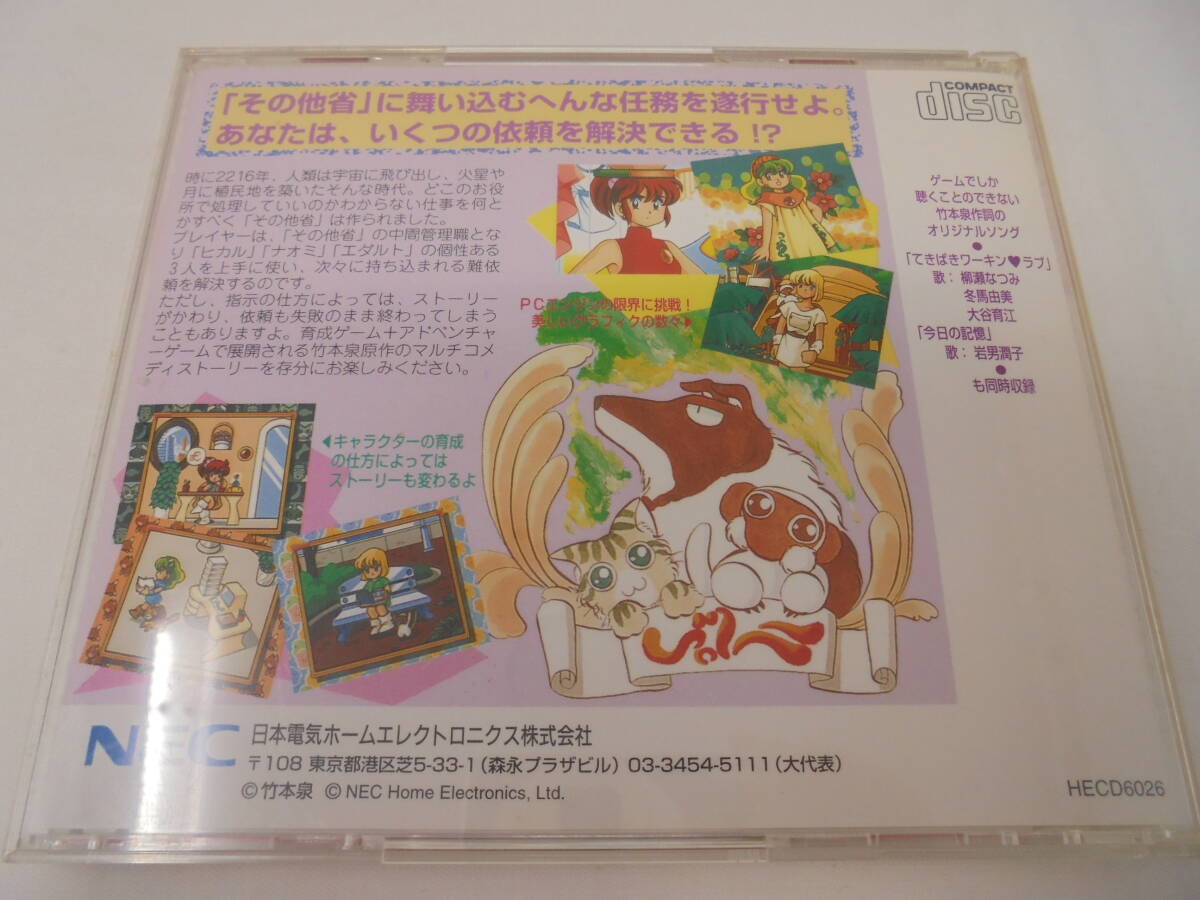 「その他省」に舞い込むへんな任務を遂行せよ。
あなたは、いくつの依頼を解決できる!?
時に2216年、人類は宇宙に飛び出し、火星や
月に植民地を築いたそんな時代。どこのお役
所で処理していいのかわからない仕事を何と
かすべく「その他省」は作られました。
プレイヤーは、「その他省」の中間管理職とな
り「ヒカル」「ナオミ」「エダルト」の個性ある
3人を上手に使い、次々に持ち込まれる難依
頼を解決するのです。
ただし、指示の仕方によっては、ストーリー
がかわり、依頼も失敗のまま終わってしまう
こともありますよ。育成ゲーム+アドベンチャ
ーゲームで展開される竹本泉原作のマルチコメ
ディストーリーを存分にお楽しみください。
PCエンジンの限界に挑戦!
美しいグラフィクの数々▶
◀キャラクターの育成
の仕方によっては
ストーリーも変わるよ
COMPACT
disc
ゲームでしか
聴くことのできない
竹本泉作詞の
オリジナルソング
●
「てきぱきワーキン♥ラブ」
歌:柳瀬なつみ
冬馬由美
大谷育江
「今日の記憶」
歌:岩男潤子
●
も同時収録
NEC 日本電気ホームエレクトロニクス株式会社
〒108 東京都港区芝5-33-1(森永プラザビル) 03-3454-5111(大代表)
©竹本泉 © NEC Home Electronics, Ltd.
HECD6026